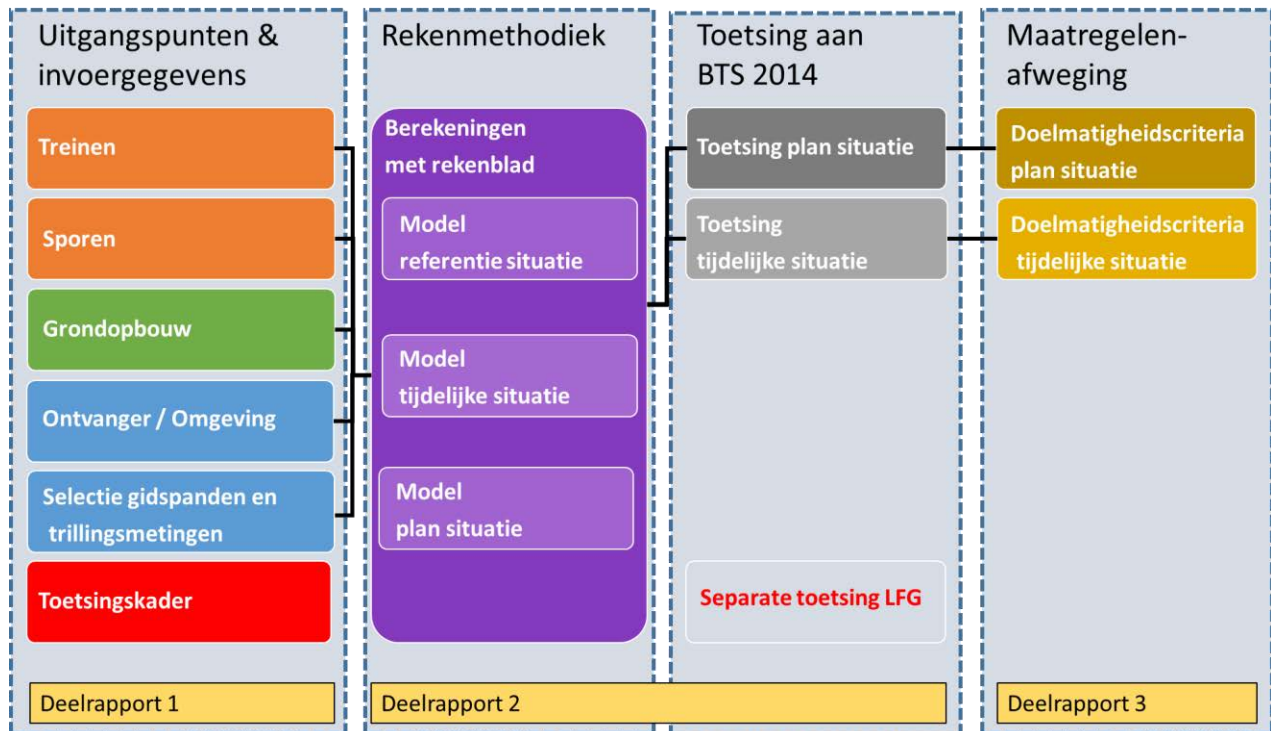 Uitgangspunten &
invoergegevens
Treinen
Sporen
Grondopbouw
Ontvanger / Omgeving
Selectie gidspanden en
trillingsmetingen
Toetsingskader
Deelrapport 1
Rekenmethodiek
Berekeningen
met rekenblad
Model
referentie situatie
Model
tijdelijke situatie
Model
plan situatie
Deelrapport 2
Toetsing aan
BTS 2014
Toetsing plan situatie
Toetsing
tijdelijke situatie
Separate toetsing LFG
Maatregelen-
afweging
Doelmatigheidscriteria
plan situatie
Doelmatigheidscriteria
tijdelijke situatie
Deelrapport 3